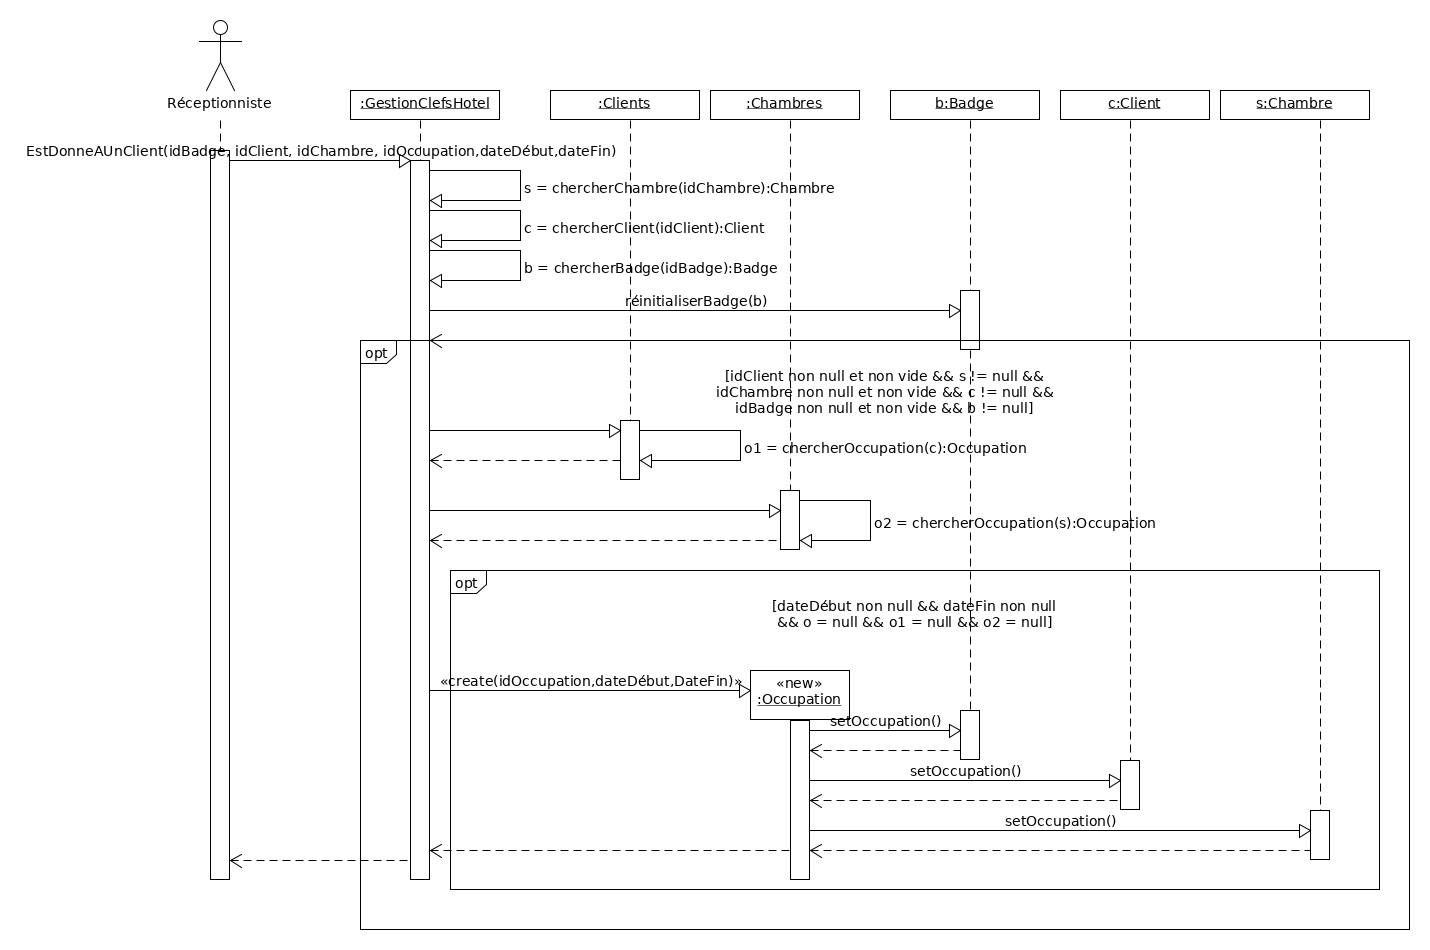 Réceptionniste
:GestionClefsHotel
:Clients
:Chambres
b:Badge
c:Client
s:Chambre
EstDonneAUnClient(idBadge, idClient, idChambre, idOccupation,dateDébut,dateFin)
s = chercherChambre(idChambre):Chambre
c = chercherClient(idClient):Client
b = chercherBadge(idBadge):Badge
réinitialiserBadge(b)
opt
[idClient non null et non vide && s != null &&
idChambre non null et non vide && c != null &&
idBadge non null et non vide && b != null]
o1 = chercherOccupation(c):Occupation
o2 = chercherOccupation(s):Occupation
opt
[dateDébut non null && dateFin non null
&& o = null && o1 = null && o2 = null]
«create(idOccupation,dateDébut,DateFin)»
«new»
:Occupation
setOccupation()
setOccupation()
setOccupation()